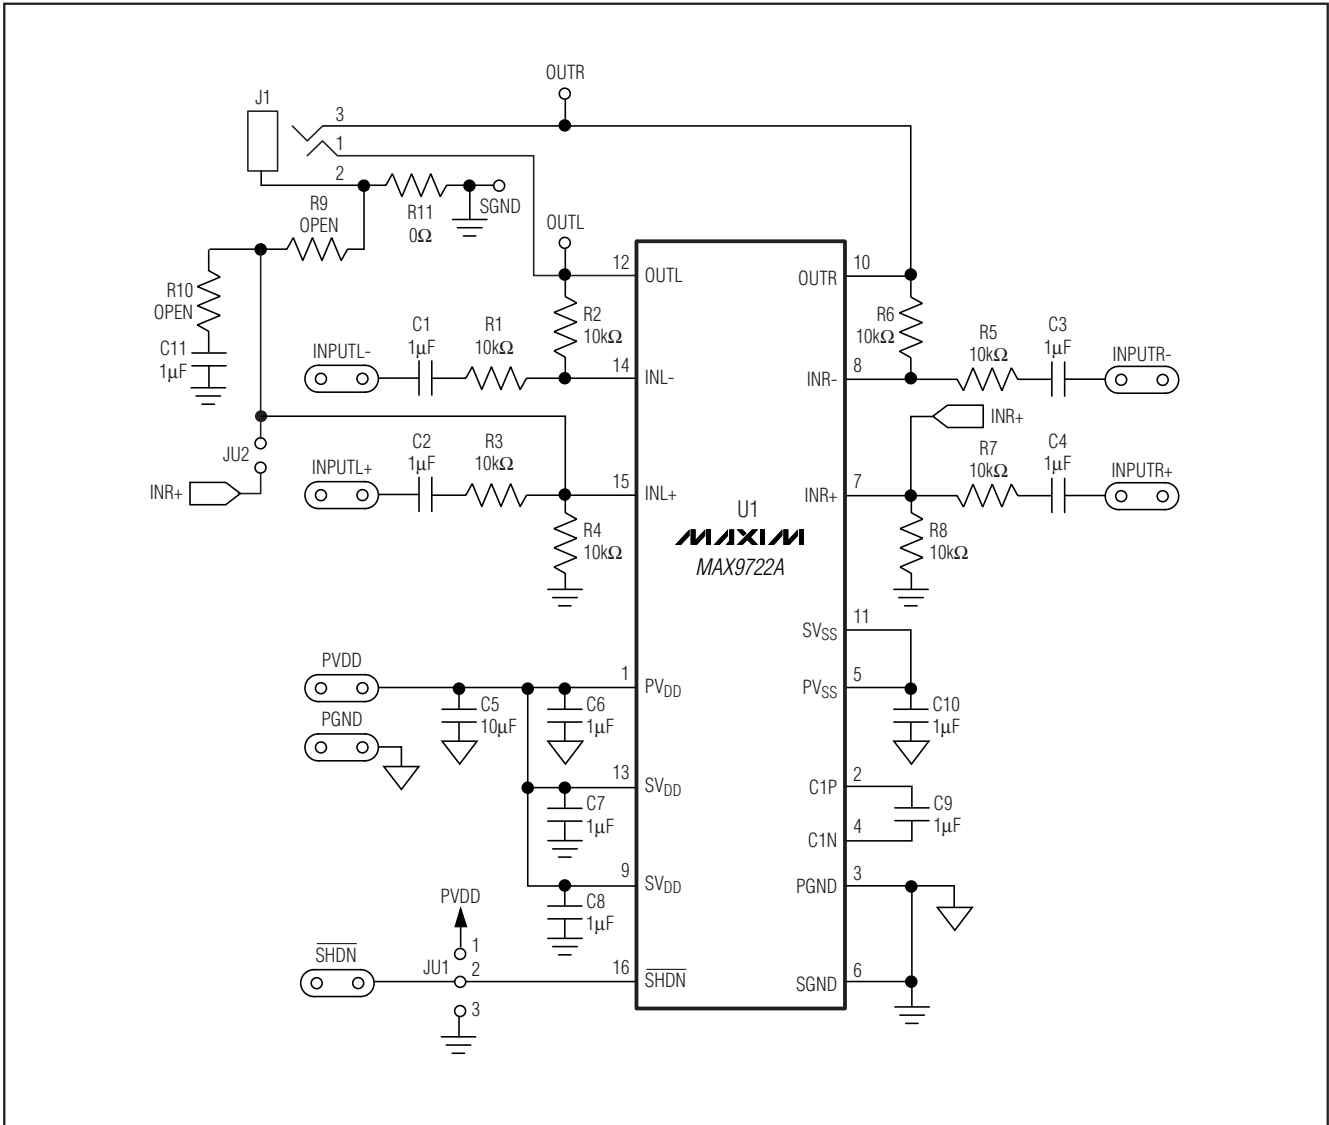 OUTR
J1
3
1
2
R9
OPEN
R11
0Ω
SGND
OUTL
R10
OPEN
C11
1µF
12
OUTL
OUTR
10
R2
10kΩ
R6
10kΩ
INPUTL-
C1
1µF
R1
10kΩ
14
INL-
INR-
8
R5
10kΩ
C3
1µF
INPUTR-
INR+
JU2
INR+
INPUTL+
C2
1µF
R3
10kΩ
15
INL+
INR+
7
R7
10kΩ
C4
1µF
INPUTR+
R4
10kΩ
U1
MAXIM
MAX9722A
R8
10kΩ
SVSS
11
PVDD
1
PVDD
PVSS
5
C5
10µF
C6
1µF
C10
1µF
PGND
13
SVDD
C7
1µF
C1P
2
C9
1µF
C1N
4
9
SVDD
C8
1µF
PGND
3
PVDD
1
SHDN
JU1
2
3
16
SHDN
SGND
6